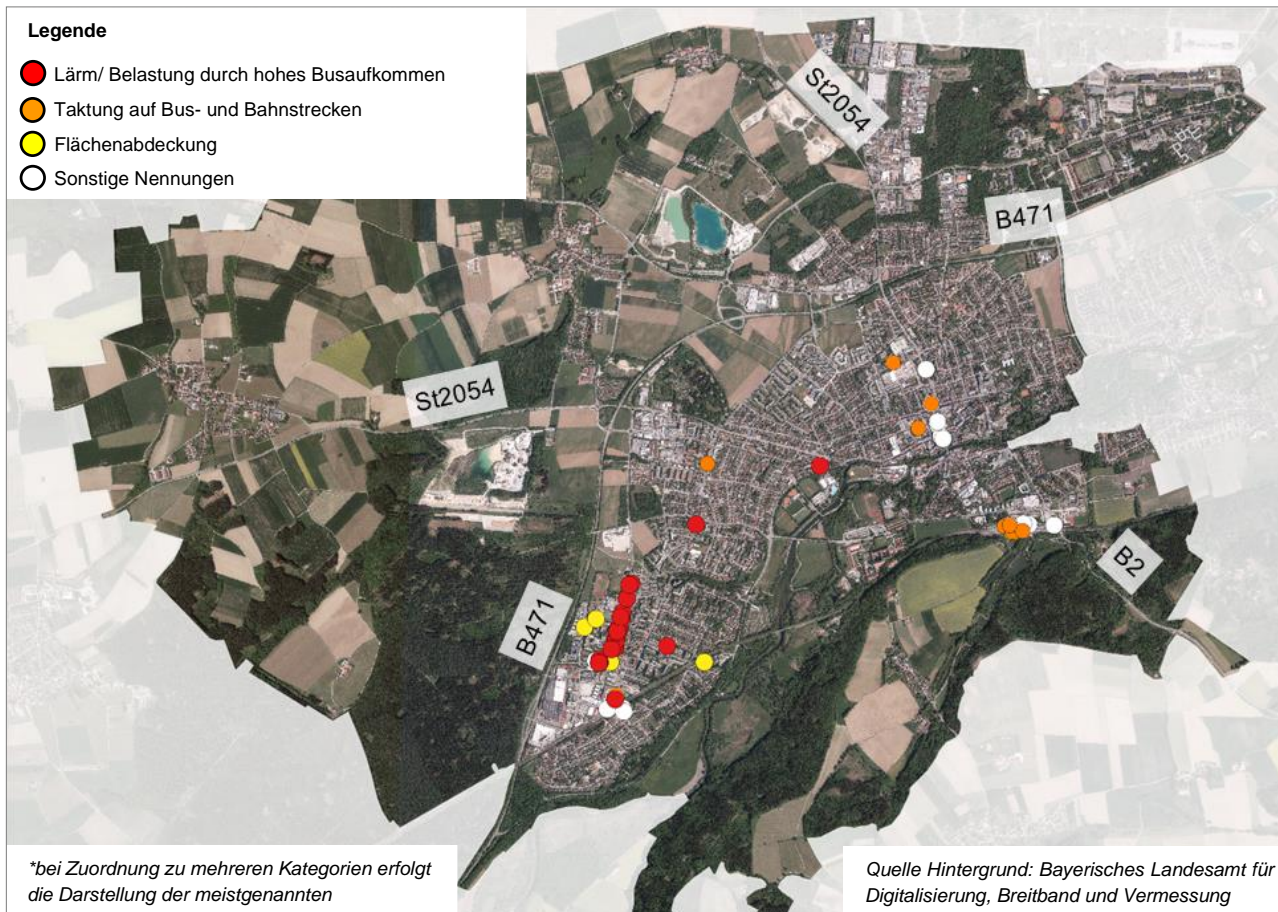 Legende
Lärm/ Belastung durch hohes Busaufkommen
Taktung auf Bus- und Bahnstrecken
Flächenabdeckung
Sonstige Nennungen
St2054
B471
St2054
B2
B471
*bei Zuordnung zu mehreren Kategorien erfolgt
die Darstellung der meistgenannten
Quelle Hintergrund: Bayerisches Landesamt für
Digitalisierung, Breitband und Vermessung